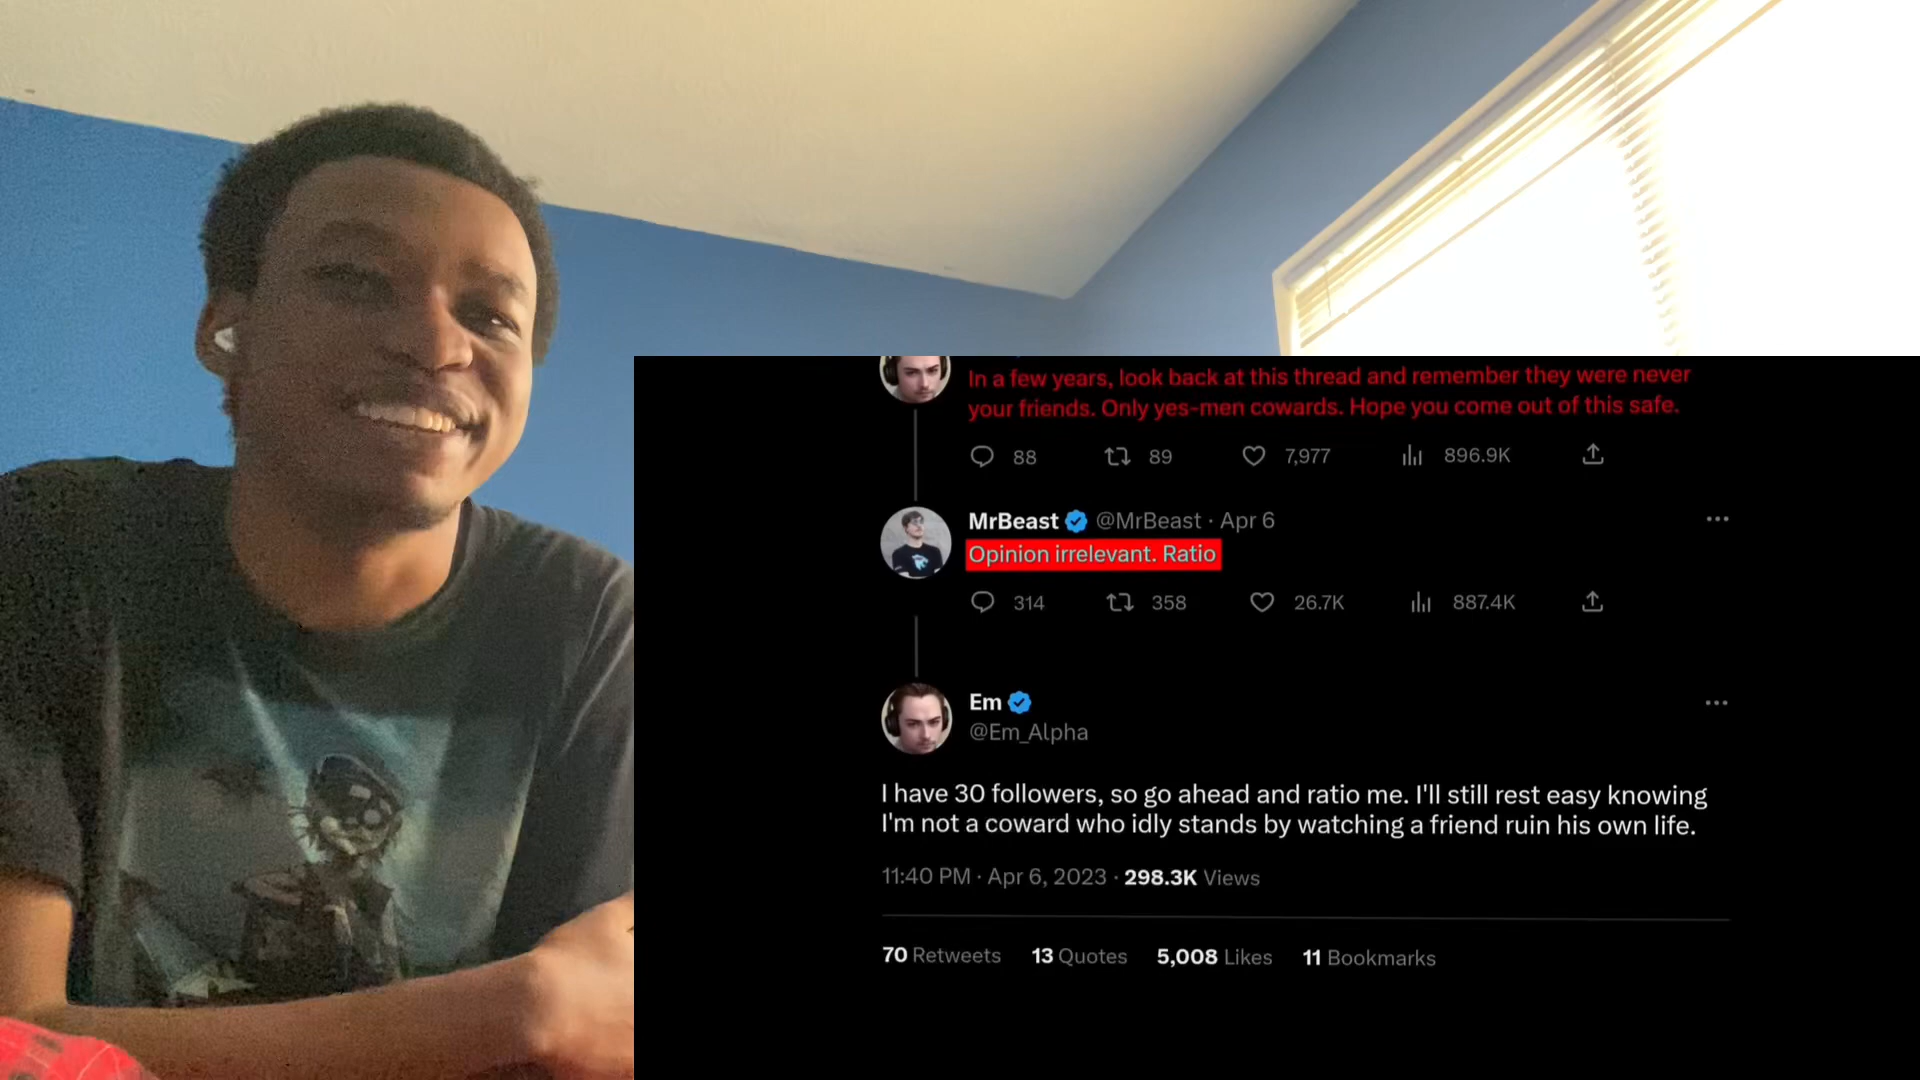 In a few years, look back at this thread and remember they were never
your friends. Only yes-men cowards. Hope you come out of this safe.
88 89 7,977 896.9K
MrBeast @MrBeast · Apr 6
Opinion irrelevant. Ratio
314 358 26.7K 887.4K
Em
@Em_Alpha
I have 30 followers, so go ahead and ratio me. I'll still rest easy knowing
I'm not a coward who idly stands by watching a friend ruin his own life.
11:40 PM · Apr 6, 2023 · 298.3K Views
70 Retweets 13 Quotes 5,008 Likes 11 Bookmarks